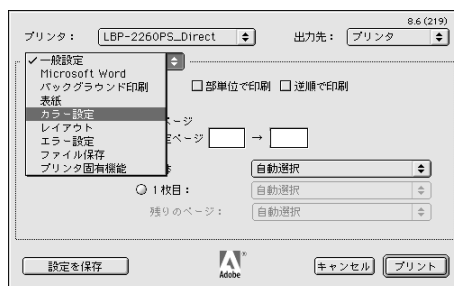 8.6 (219)
プリンタ： LBP-2260PS_Direct 出力先： プリンタ
✓一般設定
Microsoft Word
バックグラウンド印刷 部単位で印刷 逆順で印刷
表紙
カラー設定 ページ
レイアウト
エラー設定 ページ →
ファイル保存
プリンタ固有機能 自動選択
1 枚目： 自動選択
残りのページ： 自動選択
設定を保存 Adobe キャンセル プリント